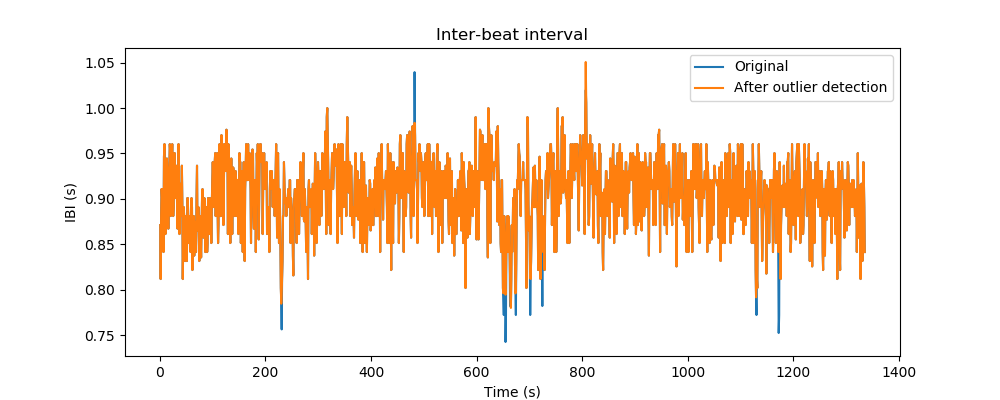 Inter-beat interval
Original
After outlier detection
1.05
1.00
0.95
0.90
0.85
0.80
0.75
IBI (s)
0 200 400 600 800 1000 1200 1400
Time (s)